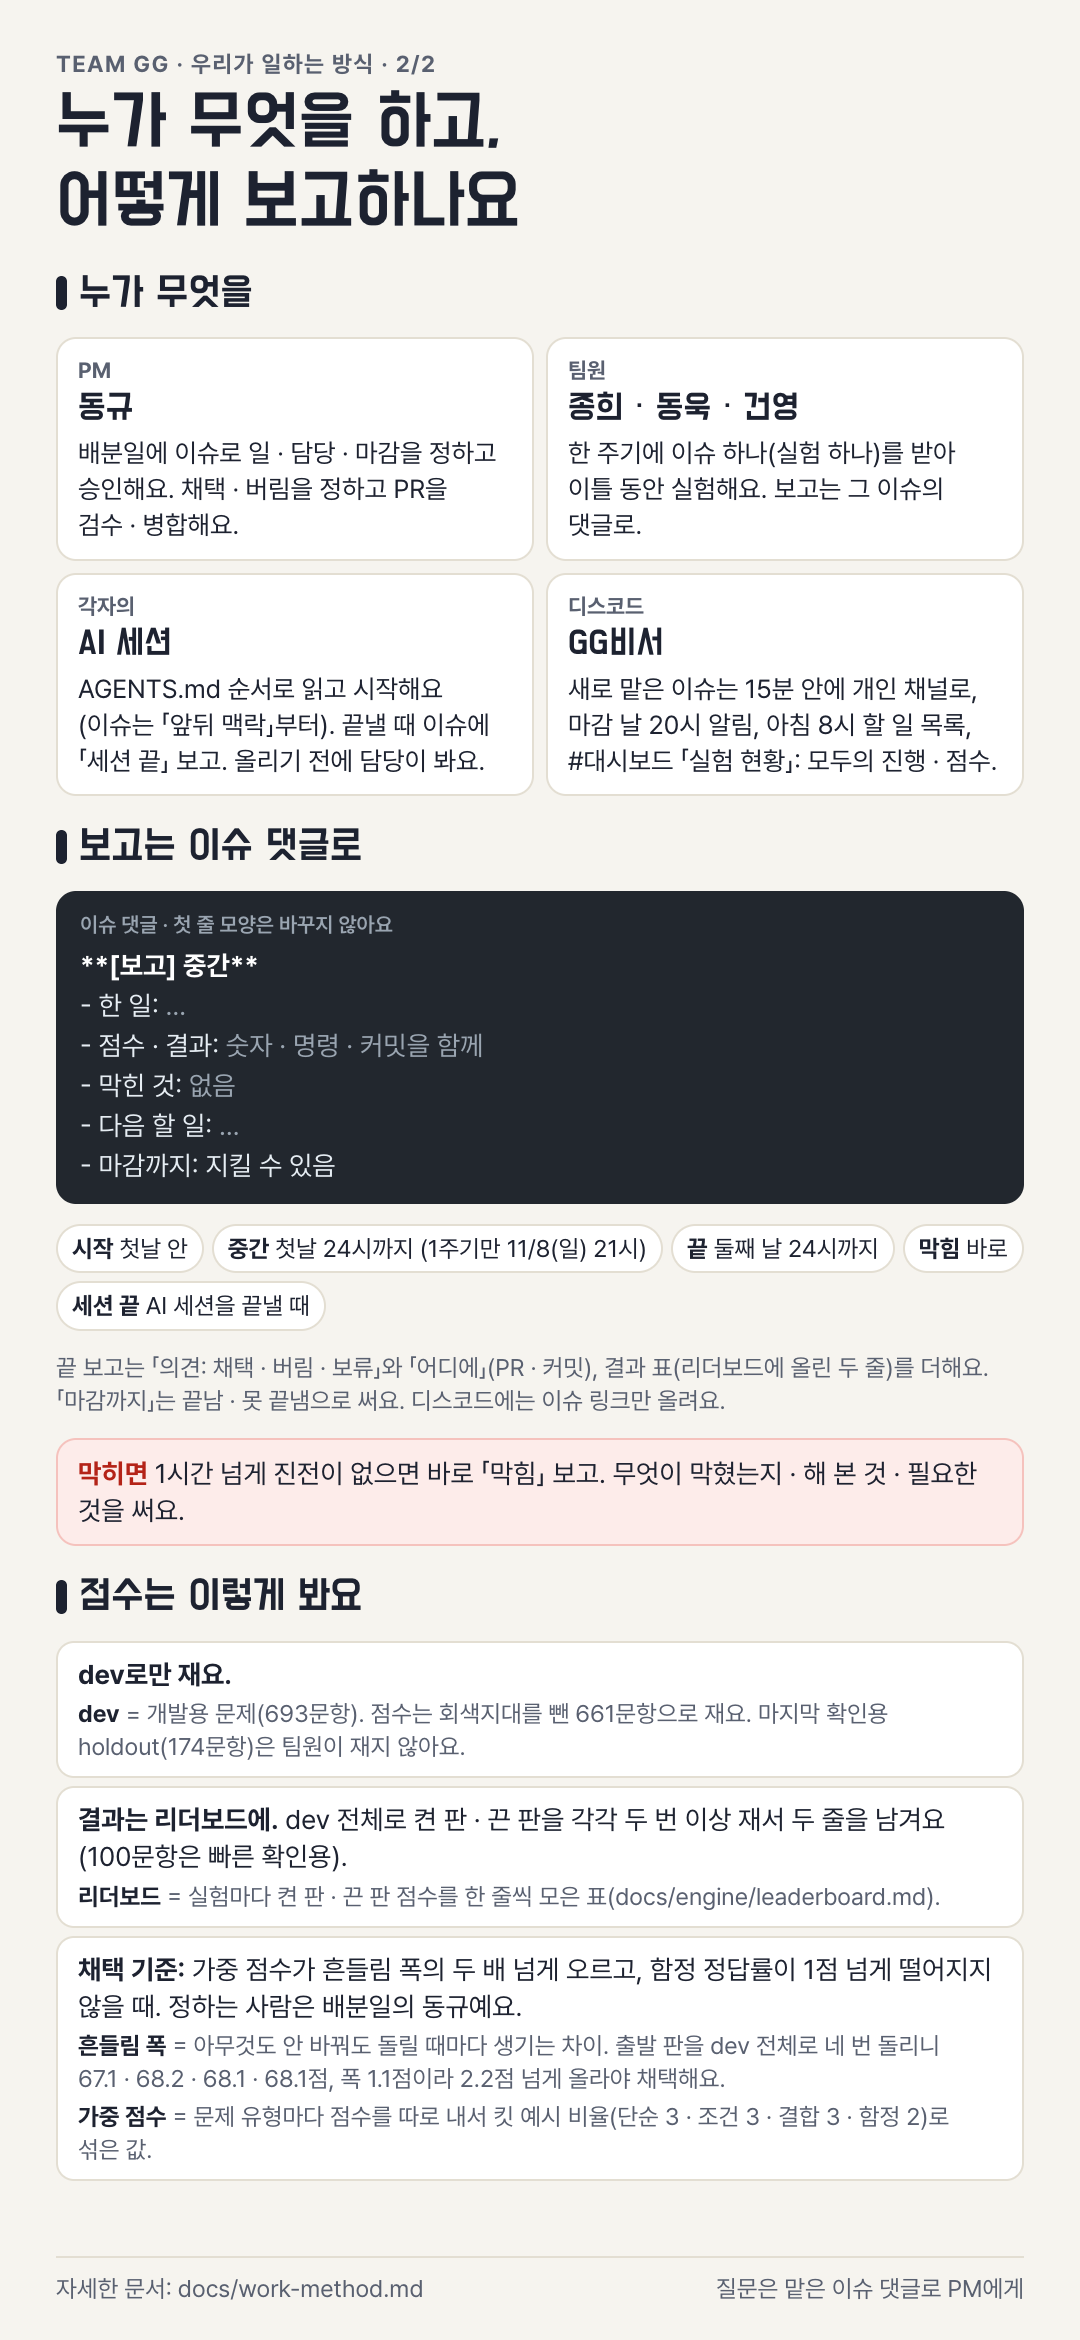 TEAM GG · 우리가 일하는 방식 · 2/2
누가 무엇을 하고,
어떻게 보고하나요
누가 무엇을
PM
동규
배분일에 이슈로 일 · 담당 · 마감을 정하고
승인해요. 채택 · 버림을 정하고 PR을
검수 · 병합해요.
팀원
종희 · 동욱 · 건영
한 주기에 이슈 하나(실험 하나)를 받아
이틀 동안 실험해요. 보고는 그 이슈의
댓글로.
각자의
AI 세션
AGENTS.md 순서로 읽고 시작해요
(이슈는 「앞뒤 맥락」부터). 끝낼 때 이슈에
「세션 끝」 보고. 올리기 전에 담당이 봐요.
디스코드
GG비서
새로 맡은 이슈는 15분 안에 개인 채널로,
마감 날 20시 알림, 아침 8시 할 일 목록,
#대시보드 「실험 현황」: 모두의 진행 · 점수.
보고는 이슈 댓글로
이슈 댓글 · 첫 줄 모양은 바꾸지 않아요
**[보고] 중간**
- 한 일: ...
- 점수 · 결과: 숫자 · 명령 · 커밋을 함께
- 막힌 것: 없음
- 다음 할 일: ...
- 마감까지: 지킬 수 있음
시작 첫날 안
중간 첫날 24시까지 (1주기만 11/8(일) 21시)
끝 둘째 날 24시까지
막힘 바로
세션 끝 AI 세션을 끝낼 때
끝 보고는 「의견: 채택 · 버림 · 보류」와 「어디에」(PR · 커밋), 결과 표(리더보드에 올린 두 줄)를 더해요.
「마감까지」는 끝남 · 못 끝냄으로 써요. 디스코드에는 이슈 링크만 올려요.
막히면 1시간 넘게 진전이 없으면 바로 「막힘」 보고. 무엇이 막혔는지 · 해 본 것 · 필요한
것을 써요.
점수는 이렇게 봐요
dev로만 재요.
dev = 개발용 문제(693문항). 점수는 회색지대를 뺀 661문항으로 재요. 마지막 확인용
holdout(174문항)은 팀원이 재지 않아요.
결과는 리더보드에. dev 전체로 켠 판 · 끈 판을 각각 두 번 이상 재서 두 줄을 남겨요
(100문항은 빠른 확인용).
리더보드 = 실험마다 켠 판 · 끈 판 점수를 한 줄씩 모은 표(docs/engine/leaderboard.md).
채택 기준: 가중 점수가 흔들림 폭의 두 배 넘게 오르고, 함정 정답률이 1점 넘게 떨어지지
않을 때. 정하는 사람은 배분일의 동규예요.
흔들림 폭 = 아무것도 안 바꿔도 돌릴 때마다 생기는 차이. 출발 판을 dev 전체로 네 번 돌리니
67.1 · 68.2 · 68.1 · 68.1점, 폭 1.1점이라 2.2점 넘게 올라야 채택해요.
가중 점수 = 문제 유형마다 점수를 따로 내서 킷 예시 비율(단순 3 · 조건 3 · 결합 3 · 함정 2)로
섞은 값.
자세한 문서: docs/work-method.md
질문은 맡은 이슈 댓글로 PM에게